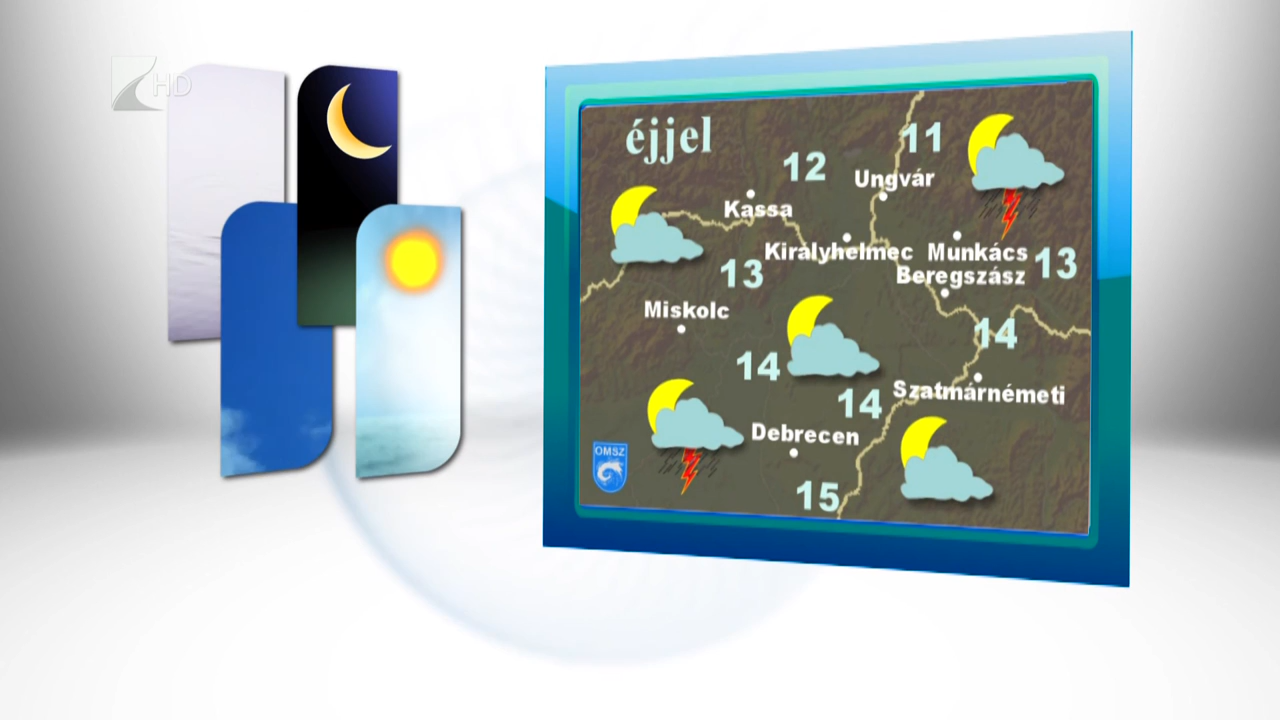 HD
éjjel
11
12
Ungvár
Kassa
Királyhelmec
Munkács
13
13
Beregszász
Miskolc
14
14
Szatmárnémeti
14
Debrecen
OMSZ
15